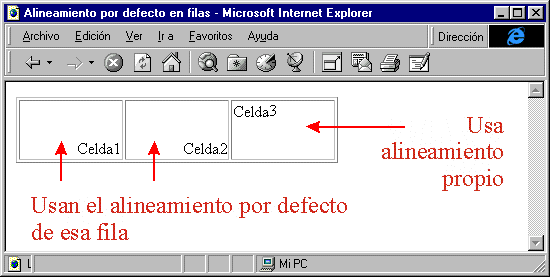 Alineamiento por defecto en filas - Microsoft Internet Explorer
Archivo Edición Ver Ir a Favoritos Ayuda Dirección
Celda1 Celda2 Celda3
Usa
alineamiento
propio
Usan el alineamiento por defecto
de esa fila
Mi PC